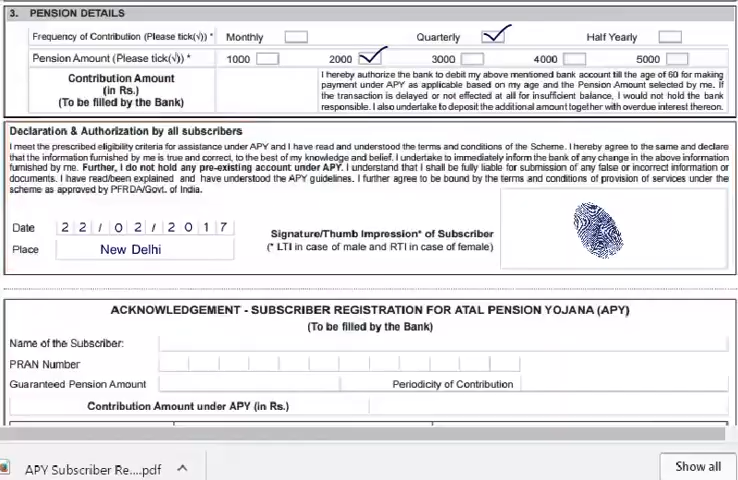 3. PENSION DETAILS
Frequency of Contribution (Please tick(√)) * Monthly Quarterly Half Yearly
Pension Amount (Please tick(√)) * 1000 2000 3000 4000 5000
Contribution Amount
(in Rs.)
(To be filled by the Bank)
I hereby authorize the bank to debit my above mentioned bank account till the age of 60 for making
payment under APY as applicable based on my age and the Pension Amount selected by me. If
the transaction is delayed or not effected at all for insufficient balance, I would not hold the bank
responsible. I also undertake to deposit the additional amount together with overdue interest thereon.
Declaration & Authorization by all subscribers
I meet the prescribed eligibility criteria for assistance under APY and I have read and understood the terms and conditions of the Scheme. I hereby agree to the same and declare
that the information furnished by me is true and correct, to the best of my knowledge and belief. I undertake to immediately inform the bank of any change in the above information
furnished by me. Further, I do not hold any pre-existing account under APY. I understand that I shall be fully liable for submission of any false or incorrect information or
documents. I have read/been explained and have understood the APY guidelines. I further agree to be bound by the terms and conditions of provision of services under the
scheme as approved by PFRDA/Govt. of India.
Date 2 2 / 0 2 / 2 0 1 7
Place New Delhi
Signature/Thumb Impression* of Subscriber
(* LTI in case of male and RTI in case of female)
ACKNOWLEDGEMENT - SUBSCRIBER REGISTRATION FOR ATAL PENSION YOJANA (APY)
(To be filled by the Bank)
Name of the Subscriber:
PRAN Number
Guaranteed Pension Amount Periodicity of Contribution
Contribution Amount under APY (in Rs.)
APY Subscriber Re....pdf Show all